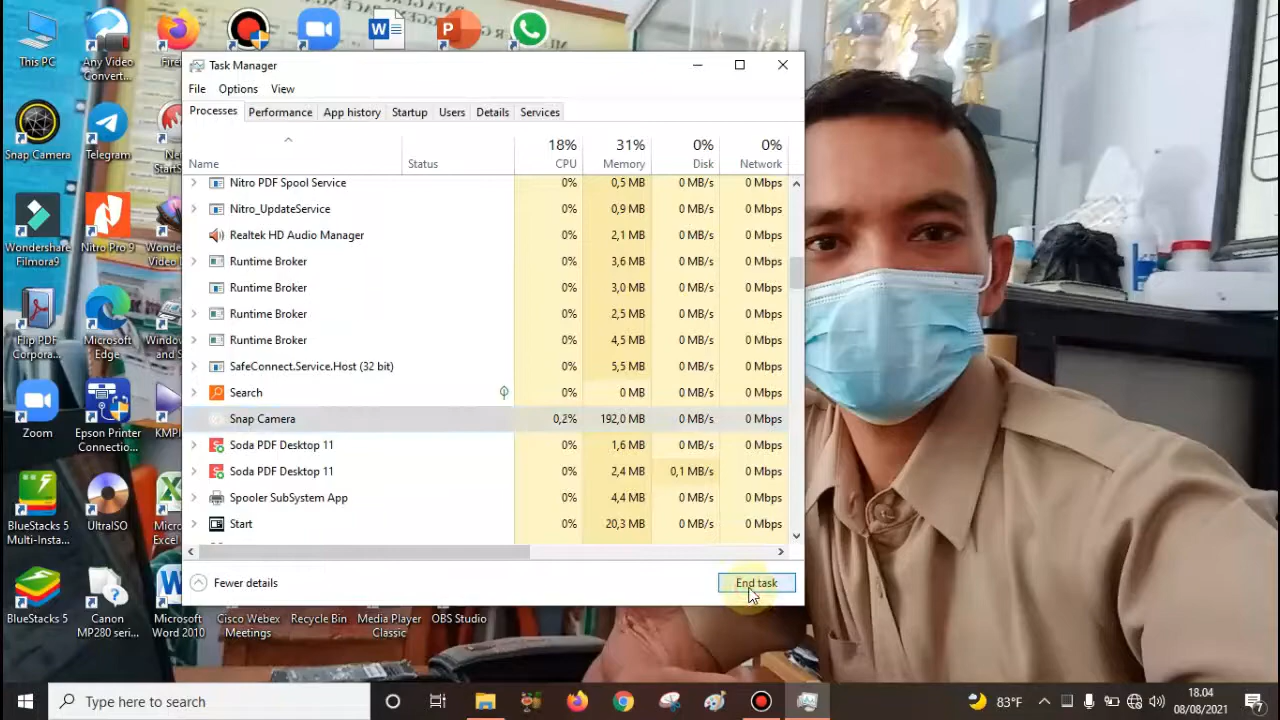 This PC
Any Video
Convert...
Task Manager
File Options View
Processes Performance App history Startup Users Details Services
18% 31% 0% 0%
Name Status CPU Memory Disk Network
Nitro PDF Spool Service 0% 0,5 MB 0 MB/s 0 Mbps
Nitro_UpdateService 0% 0,9 MB 0 MB/s 0 Mbps
Realtek HD Audio Manager 0% 2,1 MB 0 MB/s 0 Mbps
Runtime Broker 0% 3,6 MB 0 MB/s 0 Mbps
Runtime Broker 0% 3,0 MB 0 MB/s 0 Mbps
Runtime Broker 0% 2,5 MB 0 MB/s 0 Mbps
Runtime Broker 0% 4,5 MB 0 MB/s 0 Mbps
SafeConnect.Service.Host (32 bit) 0% 5,5 MB 0 MB/s 0 Mbps
Search 0% 0 MB 0 MB/s 0 Mbps
Snap Camera 0,2% 192,0 MB 0 MB/s 0 Mbps
Soda PDF Desktop 11 0% 1,6 MB 0 MB/s 0 Mbps
Soda PDF Desktop 11 0% 2,4 MB 0,1 MB/s 0 Mbps
Spooler SubSystem App 0% 4,4 MB 0 MB/s 0 Mbps
Start 0% 20,3 MB 0 MB/s 0 Mbps
Fewer details
End task
Snap Camera
Telegram
Wondershare
Filmora9
Nitro Pro 9
Flip PDF
Corpora...
Microsoft
Edge
Zoom
Epson Printer
Connectio...
BlueStacks 5
Multi-Insta...
UltraISO
BlueStacks 5
Canon
MP280 seri...
Microsoft
Word 2010
Cisco Webex
Meetings
Recycle Bin
Media Player
Classic
OBS Studio
Type here to search
83°F
18.04
08/08/2021
7